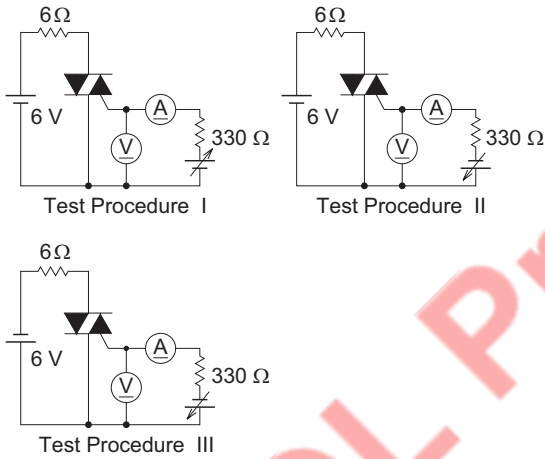 6Ω
6 V
A
V
330 Ω
Test Procedure I
6Ω
6 V
A
V
330 Ω
Test Procedure II
6Ω
6 V
A
V
330 Ω
Test Procedure III